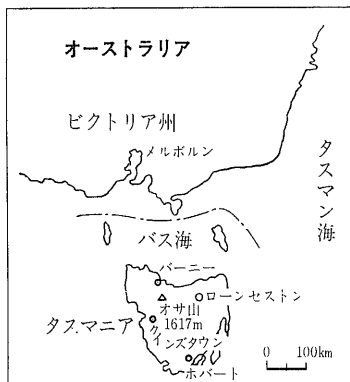 オーストラリア
ビクトリア州
メルボルン
タスマン海
バス海
バーニー
ローンセストン
オサ山
1617m
タス.マニア
クインズタウン
ホバート
0 100km